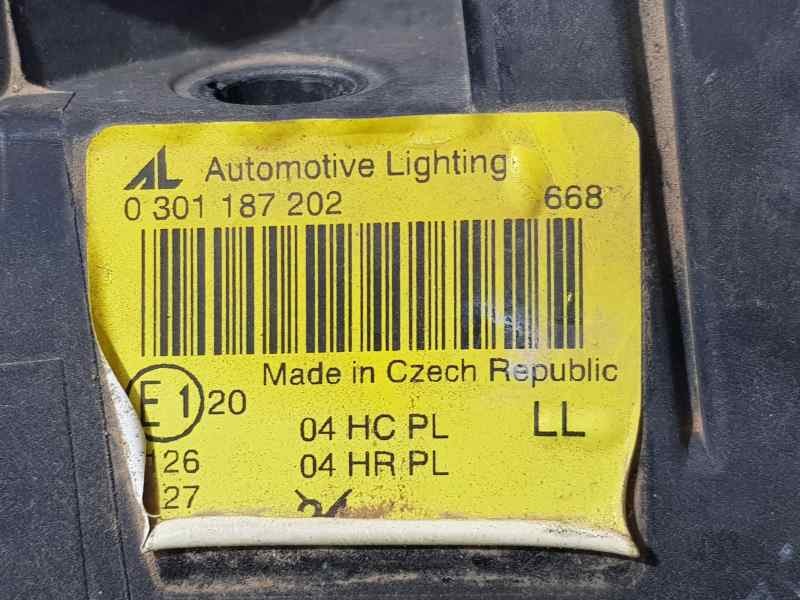 AL Automotive Lighting
0 301 187 202 668
Made in Czech Republic
E1 20
04 HC PL LL
126 04 HR PL
27